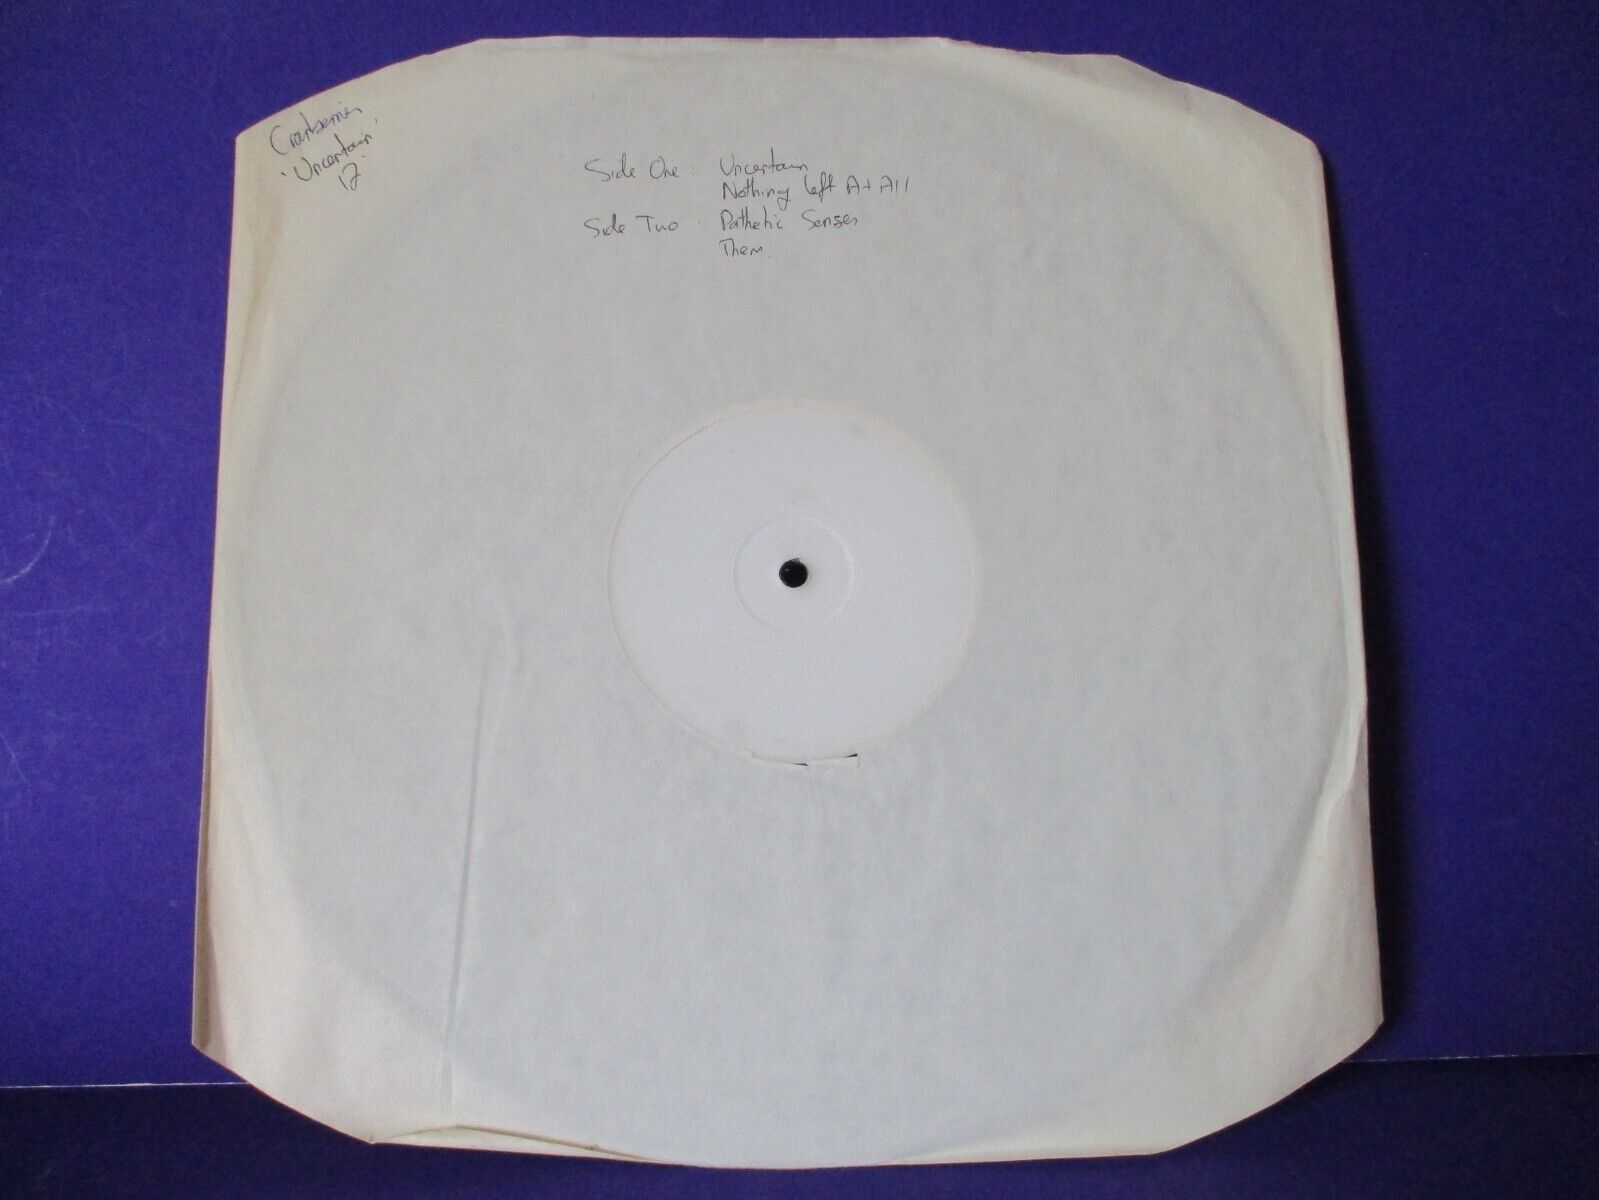 Cranberries
'Uncertain'
12
Side One : Uncertain
Nothing Left At All
Side Two : Pathetic Senses
Them.